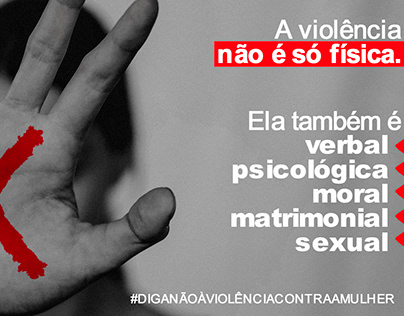 A violência
não é só física.
Ela também é
verbal
psicológica
moral
matrimonial
sexual
#DIGANÃOÀVIOLÊNCIACONTRAAMULHER